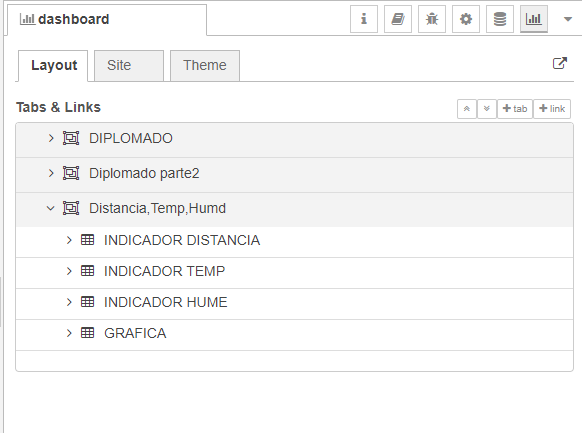 dashboard
Layout
Site
Theme
Tabs & Links
tab
link
DIPLOMADO
Diplomado parte2
Distancia,Temp,Humd
INDICADOR DISTANCIA
INDICADOR TEMP
INDICADOR HUME
GRAFICA